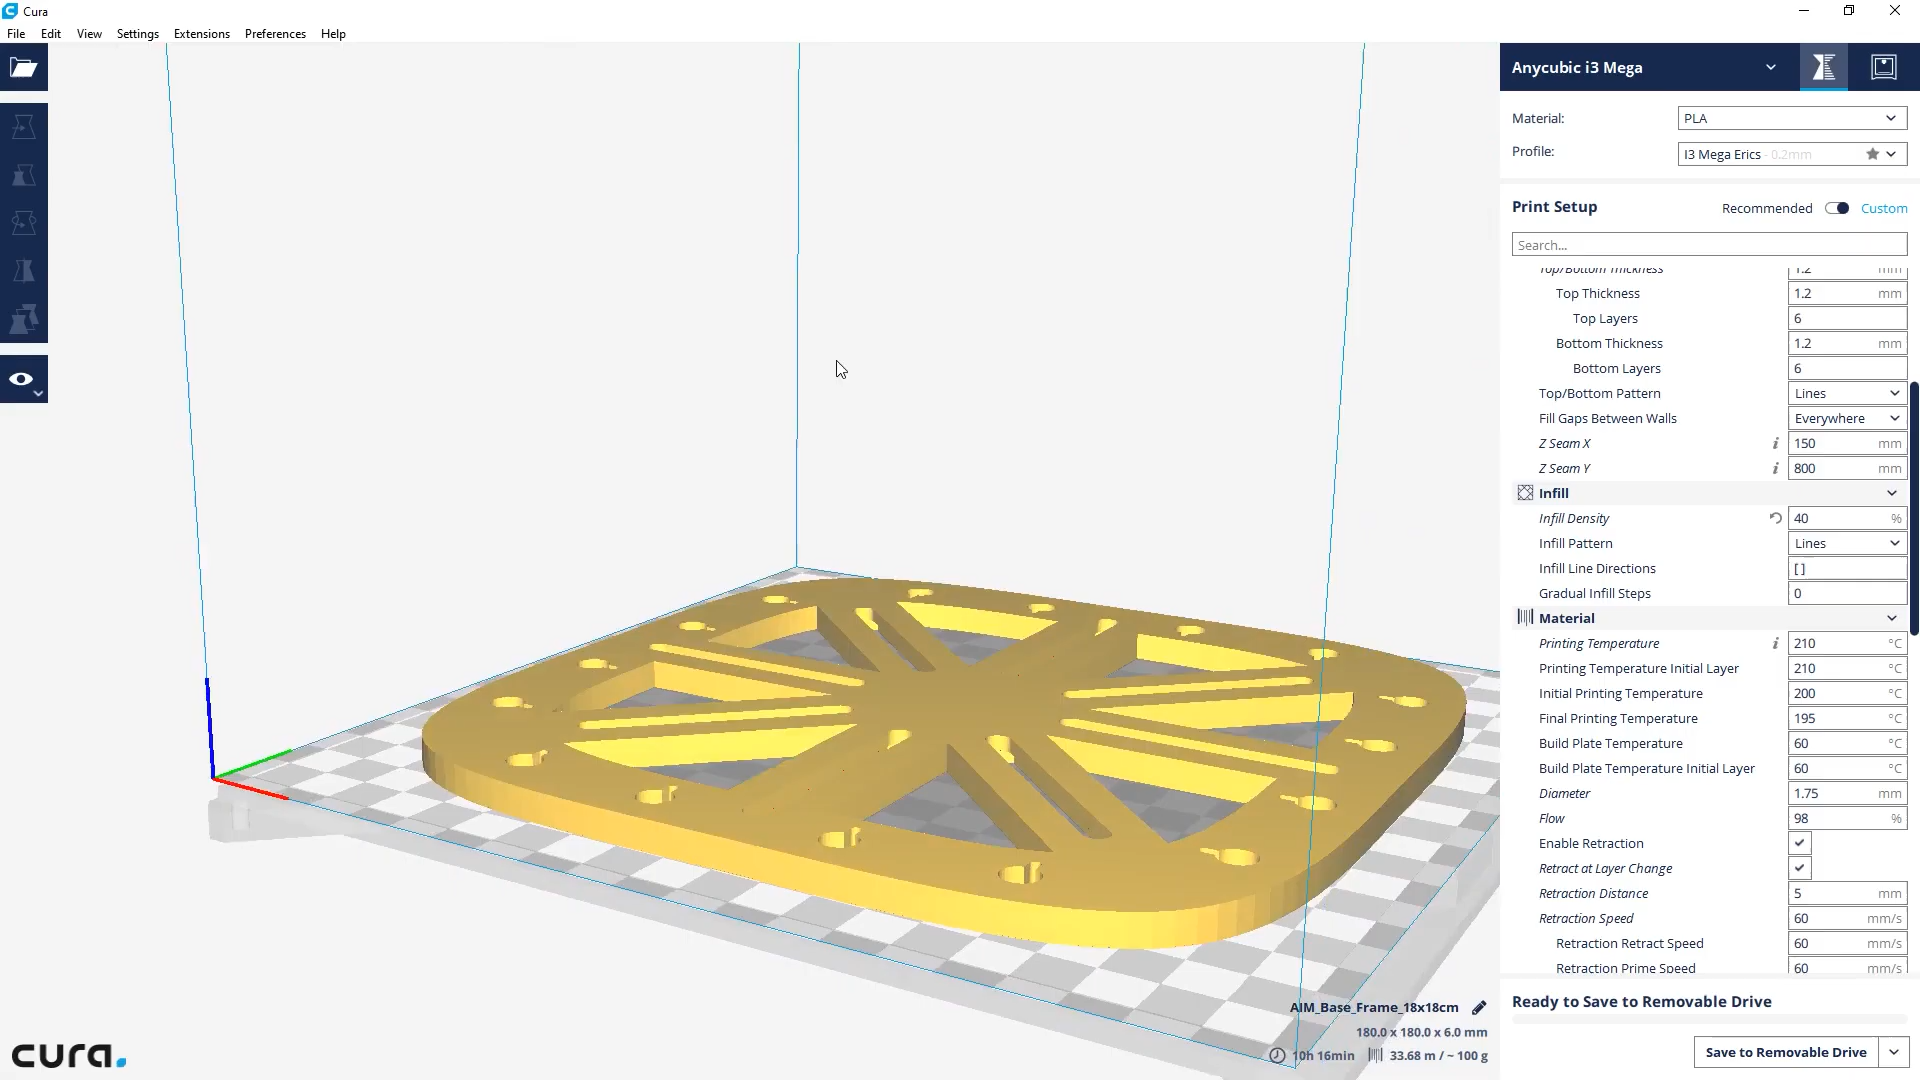 Cura
File Edit View Settings Extensions Preferences Help
Anycubic i3 Mega
Material: PLA
Profile: I3 Mega Erics - 0.2mm
Print Setup Recommended Custom
Search...
Top/Bottom Thickness 1.2 mm
Top Thickness 1.2 mm
Top Layers 6
Bottom Thickness 1.2 mm
Bottom Layers 6
Top/Bottom Pattern Lines
Fill Gaps Between Walls Everywhere
Z Seam X i 150 mm
Z Seam Y i 800 mm
Infill
Infill Density 40 %
Infill Pattern Lines
Infill Line Directions [ ]
Gradual Infill Steps 0
Material
Printing Temperature i 210 °C
Printing Temperature Initial Layer 210 °C
Initial Printing Temperature 200 °C
Final Printing Temperature 195 °C
Build Plate Temperature 60 °C
Build Plate Temperature Initial Layer 60 °C
Diameter 1.75 mm
Flow 98 %
Enable Retraction
Retract at Layer Change
Retraction Distance 5 mm
Retraction Speed 60 mm/s
Retraction Retract Speed 60 mm/s
Retraction Prime Speed 60 mm/s
AIM_Base_Frame_18x18cm
180.0 x 180.0 x 6.0 mm
10h 16min 33.68 m / ~ 100 g
Ready to Save to Removable Drive
Save to Removable Drive
cura.